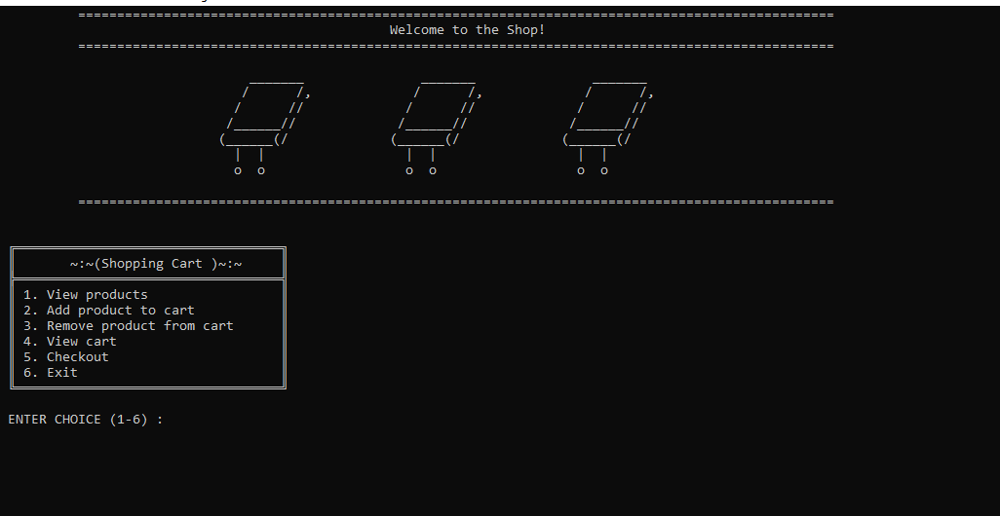 =================================================================================================
Welcome to the Shop!
=================================================================================================
_______          _______          _______
/      /,             /      /,             /      /,
/      //             /      //             /      //
/______//             /______//             /______//
(______(/             (______(/             (______(/
|  |                  |  |                  |  |
o  o                  o  o                  o  o
=================================================================================================
~:~(Shopping Cart )~:~
1. View products
2. Add product to cart
3. Remove product from cart
4. View cart
5. Checkout
6. Exit
ENTER CHOICE (1-6) :